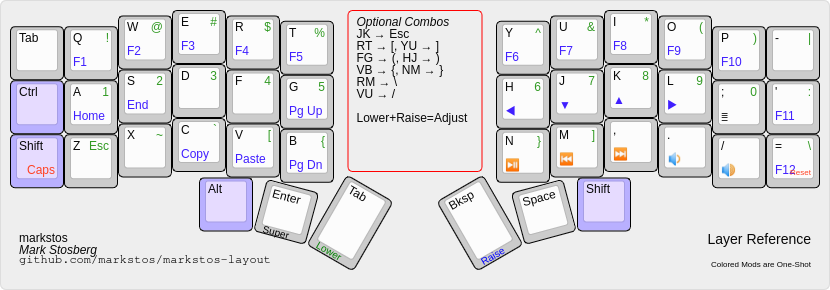 Tab
Q !
F1
W @
F2
E #
F3
R $
F4
T %
F5
Optional Combos
JK → Esc
RT → [, YU → ]
FG → (, HJ → )
VB → {, NM → }
RM → \
VU → /
Lower+Raise=Adjust
Y ^
F6
U &
F7
I *
F8
O (
F9
P )
F10
- |
Ctrl
A 1
Home
S 2
End
D 3
F 4
G 5
Pg Up
H 6
◀
J 7
▼
K 8
▲
L 9
▶
; 0
' :
F11
Shift
Caps
Z Esc
X ~
C `
Copy
V [
Paste
B {
Pg Dn
N }
M ]
,
.
/
= \
F12
Reset
Alt
Enter
Super
Tab
Lower
Bksp
Raise
Space
Shift
markstos
Mark Stosberg
github.com/markstos/markstos-layout
Layer Reference
Colored Mods are One-Shot